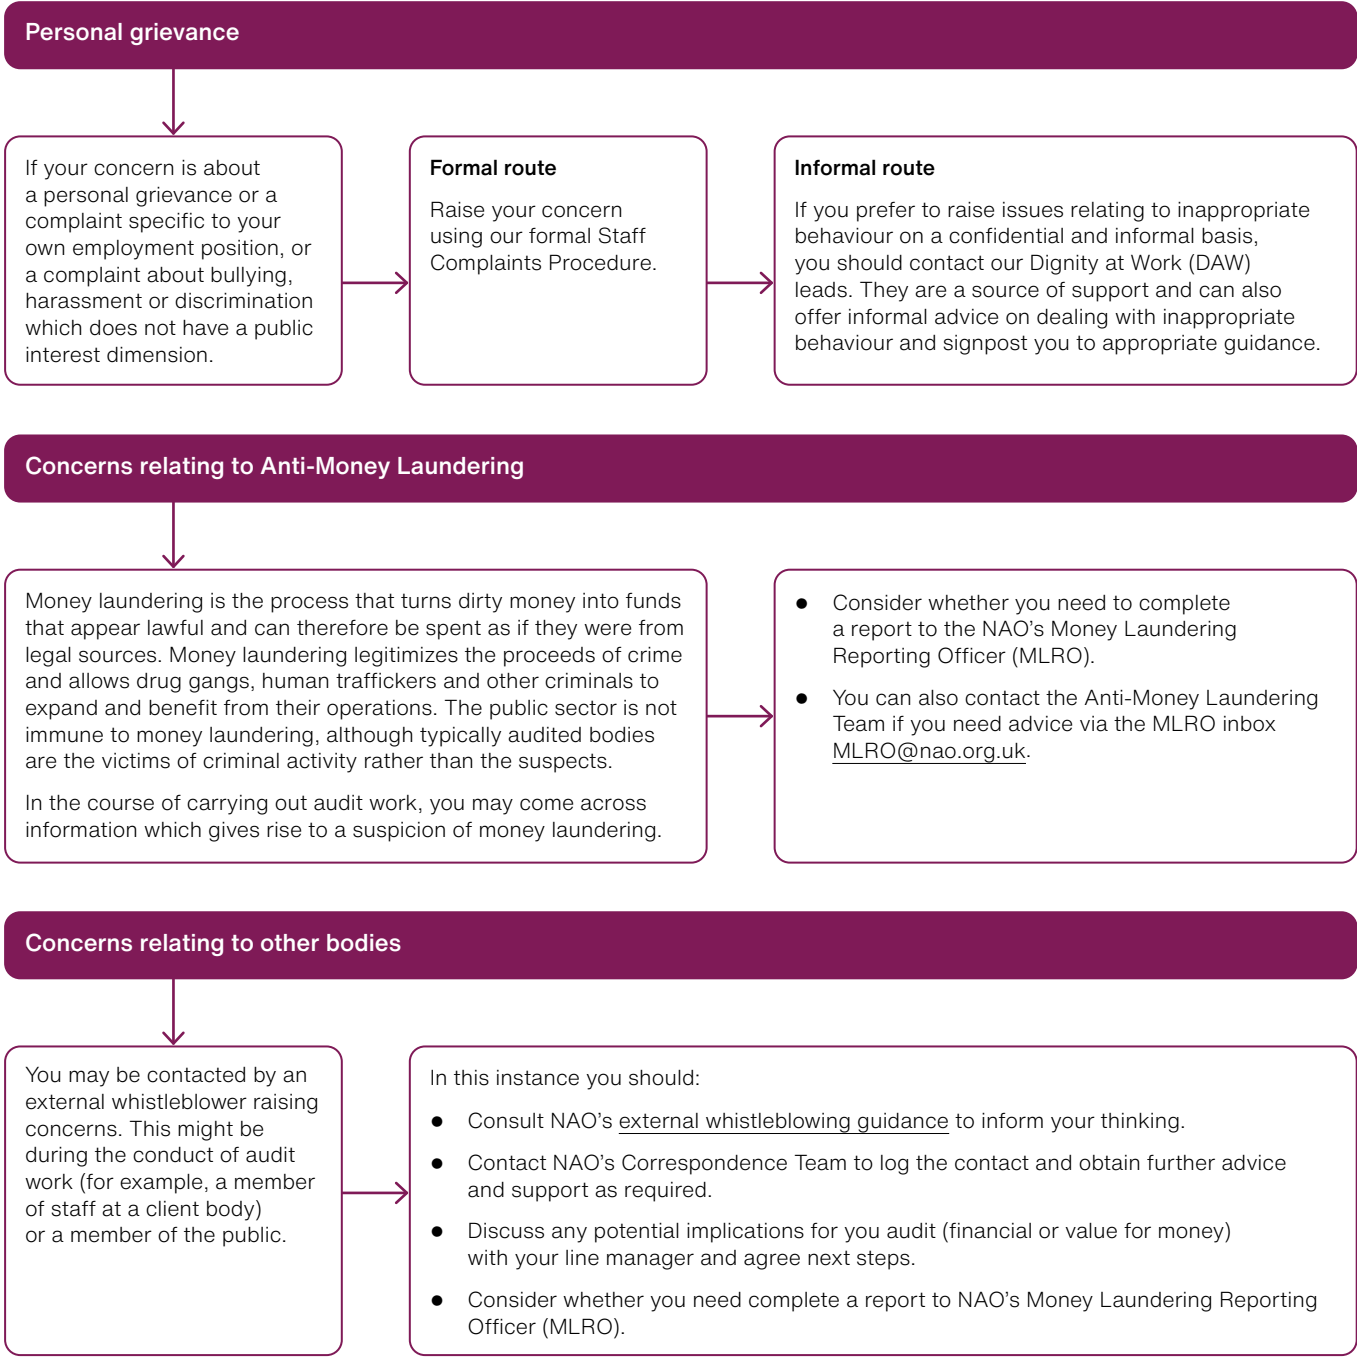 Personal grievance
If your concern is about
a personal grievance or a
complaint specific to your
own employment position, or
a complaint about bullying,
harassment or discrimination
which does not have a public
interest dimension.
Formal route
Raise your concern
using our formal Staff
Complaints Procedure.
Informal route
If you prefer to raise issues relating to inappropriate
behaviour on a confidential and informal basis,
you should contact our Dignity at Work (DAW)
leads. They are a source of support and can also
offer informal advice on dealing with inappropriate
behaviour and signpost you to appropriate guidance.
Concerns relating to Anti-Money Laundering
Money laundering is the process that turns dirty money into funds
that appear lawful and can therefore be spent as if they were from
legal sources. Money laundering legitimizes the proceeds of crime
and allows drug gangs, human traffickers and other criminals to
expand and benefit from their operations. The public sector is not
immune to money laundering, although typically audited bodies
are the victims of criminal activity rather than the suspects.
In the course of carrying out audit work, you may come across
information which gives rise to a suspicion of money laundering.
● Consider whether you need to complete
a report to the NAO's Money Laundering
Reporting Officer (MLRO).
● You can also contact the Anti-Money Laundering
Team if you need advice via the MLRO inbox
MLRO@nao.org.uk.
Concerns relating to other bodies
You may be contacted by an
external whistleblower raising
concerns. This might be
during the conduct of audit
work (for example, a member
of staff at a client body)
or a member of the public.
In this instance you should:
● Consult NAO's external whistleblowing guidance to inform your thinking.
● Contact NAO's Correspondence Team to log the contact and obtain further advice
and support as required.
● Discuss any potential implications for you audit (financial or value for money)
with your line manager and agree next steps.
● Consider whether you need complete a report to NAO's Money Laundering Reporting
Officer (MLRO).